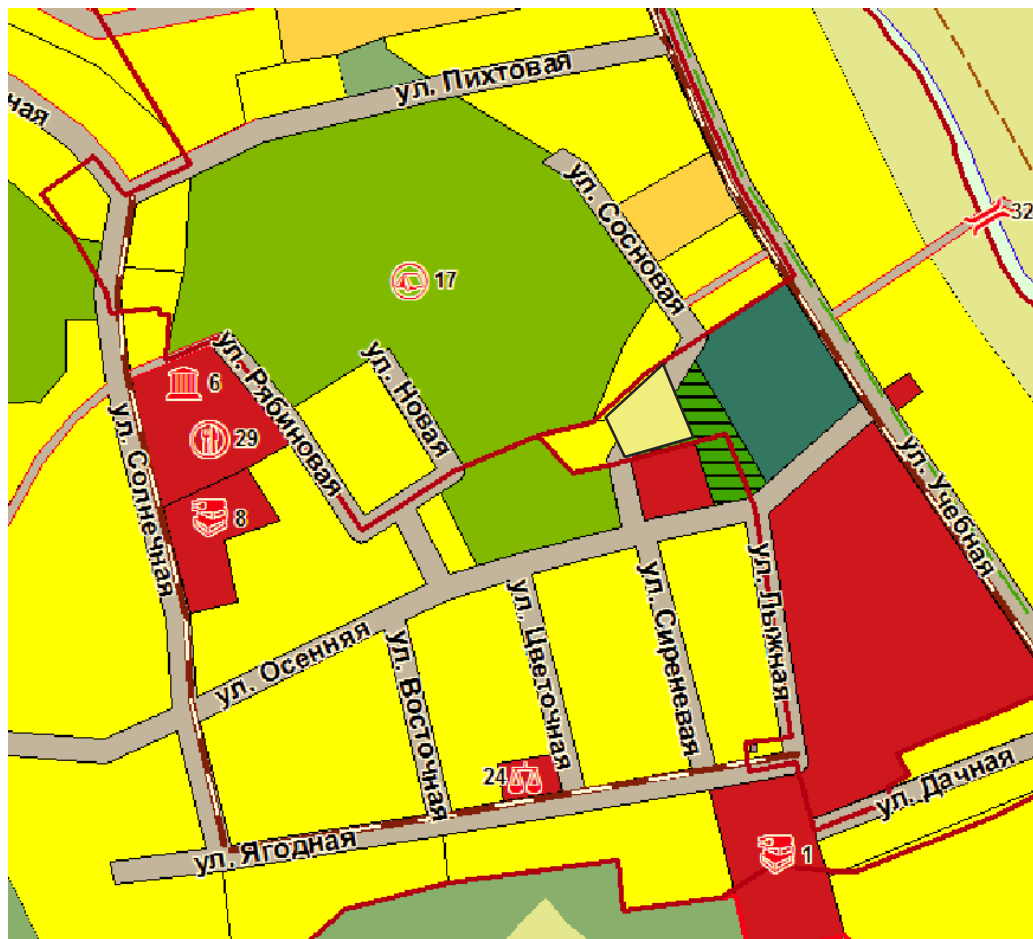 ная
ул. Пихтовая
ул. Сосновая
32
17
ул. Рябиновая
ул. Новая
6
29
8
ул. Солнечная
ул. Учебная
ул. Осенняя
ул. Восточная
ул. Цветочная
ул. Сиреневая
ул. Лыжная
24
ул. Дачная
ул. Ягодная
1